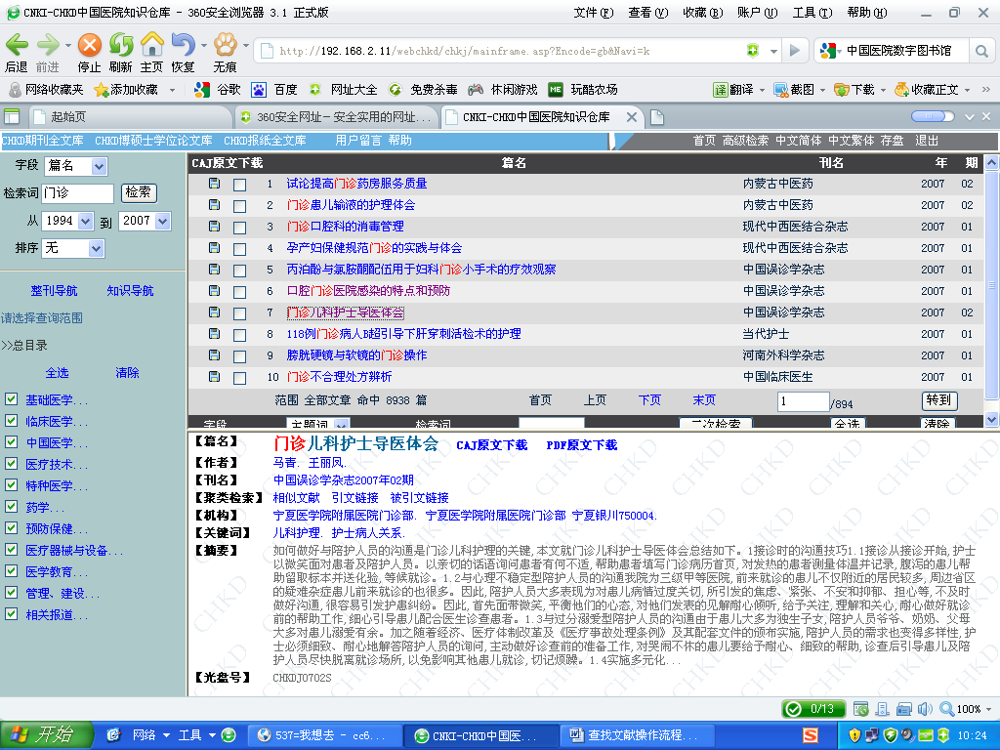 CNKI-CHKD中国医院知识仓库 - 360安全浏览器 3.1 正式版
文件(F) 查看(V) 收藏(B) 账户(U) 工具(T) 帮助(H)
http://192.168.2.11/webchkd/chkj/mainframe.asp?Encode=gb&Navi=k
中国医院数字图书馆
后退 前进 停止 刷新 主页 恢复 无痕
网络收藏夹 添加收藏 谷歌 百度 网址大全 免费杀毒 休闲游戏 玩酷农场 翻译 截图 下载 收藏正文
起始页 360安全网址－安全实用的网址... CNKI-CHKD中国医院知识仓库
CHKD期刊全文库 CHKD博硕士学位论文库 CHKD报纸全文库 用户留言 帮助 首页 高级检索 中文简体 中文繁体 存盘 退出
字段 篇名
检索词 门诊 检索
从 1994 到 2007
排序 无
整刊导航 知识导航
请选择查询范围
>>总目录
全选 清除
基础医学...
临床医学...
中国医学...
医疗技术...
特种医学...
药学...
预防保健...
医疗器械与设备...
医学教育...
管理、建设...
相关报道...
CAJ原文下载 篇名 刊名 年 期
1 试论提高门诊药房服务质量 内蒙古中医药 2007 02
2 门诊患儿输液的护理体会 内蒙古中医药 2007 02
3 门诊口腔科的消毒管理 现代中西医结合杂志 2007 01
4 孕产妇保健规范门诊的实践与体会 现代中西医结合杂志 2007 01
5 丙泊酚与氯胺酮配伍用于妇科门诊小手术的疗效观察 中国误诊学杂志 2007 01
6 口腔门诊医院感染的特点和预防 中国误诊学杂志 2007 01
7 门诊儿科护士导医体会 中国误诊学杂志 2007 02
8 118例门诊病人B超引导下肝穿刺活检术的护理 当代护士 2007 01
9 膀胱硬镜与软镜的门诊操作 河南外科学杂志 2007 01
10 门诊不合理处方辨析 中国临床医生 2007 01
范围 全部文章 命中 8938 篇 首页 上页 下页 末页 1 /894 转到
字段 主题词 检索词 二次检索 全选 清除
【篇名】 门诊儿科护士导医体会 CAJ原文下载 PDF原文下载
【作者】 马青. 王丽凤.
【刊名】 中国误诊学杂志2007年02期
【聚类检索】 相似文献 引文链接 被引文链接
【机构】 宁夏医学院附属医院门诊部. 宁夏医学院附属医院门诊部 宁夏银川750004.
【关键词】 儿科护理. 护士病人关系.
【摘要】 如何做好与陪护人员的沟通是门诊儿科护理的关键,本文就门诊儿科护士导医体会总结如下。1接诊时的沟通技巧1.1接诊从接诊开始,护士
以微笑面对患者及陪护人员。以亲切的话语询问患者有何不适,帮助患者填写门诊病历首页,对发热的患者测量体温并记录,腹泻的患儿帮
助留取标本并送化验,等候就诊。1.2与心理不稳定型陪护人员的沟通我院为三级甲等医院,前来就诊的患儿不仅附近的居民较多,周边省区
的疑难杂症患儿前来就诊的也很多。因此,陪护人员大多表现为对患儿病情过度关切,所引发的焦虑、紧张、不安和抑郁、担心等,不及时
做好沟通,很容易引发护患纠纷。因此,首先面带微笑,平衡他们的心态,对他们发表的见解耐心倾听,给予关注,理解和关心,耐心做好就诊
前的帮助工作,细心引导患儿配合医生诊查患者。1.3与过分溺爱型陪护人员的沟通由于患儿大多为独生子女,陪护人员爷爷、奶奶、父母
大多对患儿溺爱有余。加之随着经济、医疗体制改革及《医疗事故处理条例》及其配套文件的颁布实施,陪护人员的需求也变得多样性,护
士必须细致、耐心地解答陪护人员的询问,主动做好诊查前的准备工作,对哭闹不休的患儿要给予耐心、细致的帮助,诊查后引导患儿及陪
护人员尽快脱离就诊场所,以免影响其他患儿就诊,切记烦躁。1.4实施多元化...
【光盘号】 CHKDJ0702S
0/13 100%
开始 网络 工具 537=我想去 - cc6... CNKI-CHKD中国医... 查找文献操作流程... 10:24